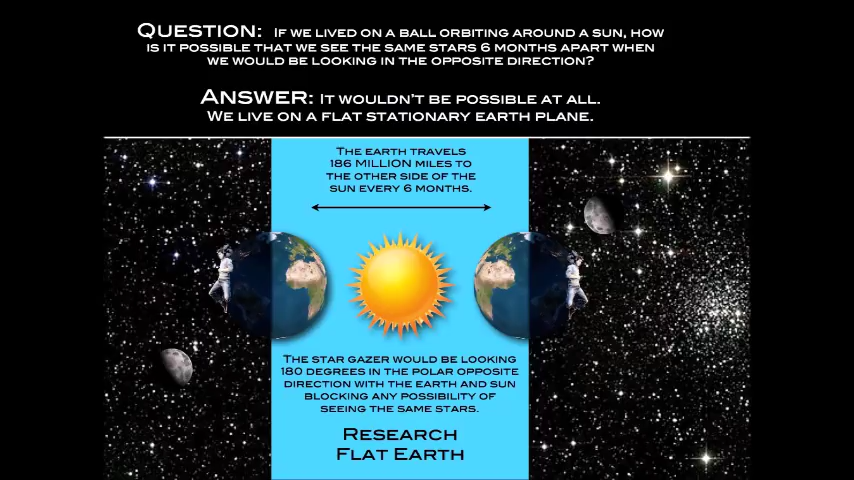 QUESTION: IF WE LIVED ON A BALL ORBITING AROUND A SUN, HOW
IS IT POSSIBLE THAT WE SEE THE SAME STARS 6 MONTHS APART WHEN
WE WOULD BE LOOKING IN THE OPPOSITE DIRECTION?
ANSWER: IT WOULDN'T BE POSSIBLE AT ALL.
WE LIVE ON A FLAT STATIONARY EARTH PLANE.
THE EARTH TRAVELS
186 MILLION MILES TO
THE OTHER SIDE OF THE
SUN EVERY 6 MONTHS.
THE STAR GAZER WOULD BE LOOKING
180 DEGREES IN THE POLAR OPPOSITE
DIRECTION WITH THE EARTH AND SUN
BLOCKING ANY POSSIBILITY OF
SEEING THE SAME STARS.
RESEARCH
FLAT EARTH